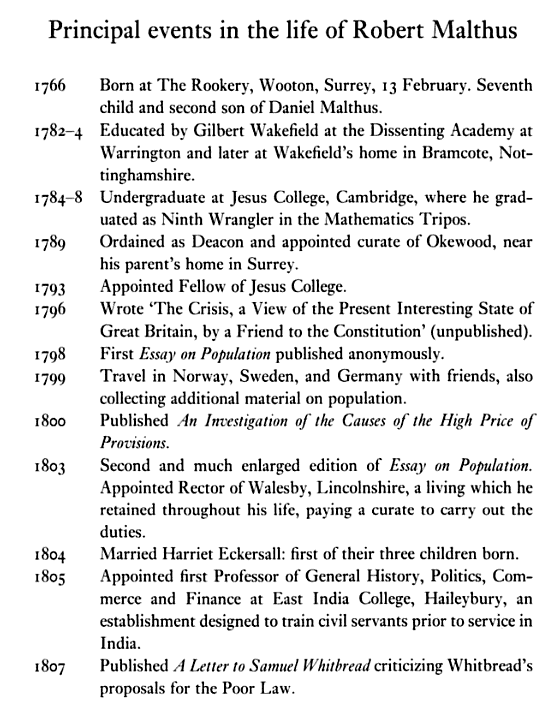 Principal events in the life of Robert Malthus
1766 Born at The Rookery, Wooton, Surrey, 13 February. Seventh
child and second son of Daniel Malthus.
1782–4 Educated by Gilbert Wakefield at the Dissenting Academy at
Warrington and later at Wakefield's home in Bramcote, Not-
tinghamshire.
1784–8 Undergraduate at Jesus College, Cambridge, where he grad-
uated as Ninth Wrangler in the Mathematics Tripos.
1789 Ordained as Deacon and appointed curate of Okewood, near
his parent's home in Surrey.
1793 Appointed Fellow of Jesus College.
1796 Wrote 'The Crisis, a View of the Present Interesting State of
Great Britain, by a Friend to the Constitution' (unpublished).
1798 First Essay on Population published anonymously.
1799 Travel in Norway, Sweden, and Germany with friends, also
collecting additional material on population.
1800 Published An Investigation of the Causes of the High Price of
Provisions.
1803 Second and much enlarged edition of Essay on Population.
Appointed Rector of Walesby, Lincolnshire, a living which he
retained throughout his life, paying a curate to carry out the
duties.
1804 Married Harriet Eckersall: first of their three children born.
1805 Appointed first Professor of General History, Politics, Com-
merce and Finance at East India College, Haileybury, an
establishment designed to train civil servants prior to service in
India.
1807 Published A Letter to Samuel Whitbread criticizing Whitbread's
proposals for the Poor Law.